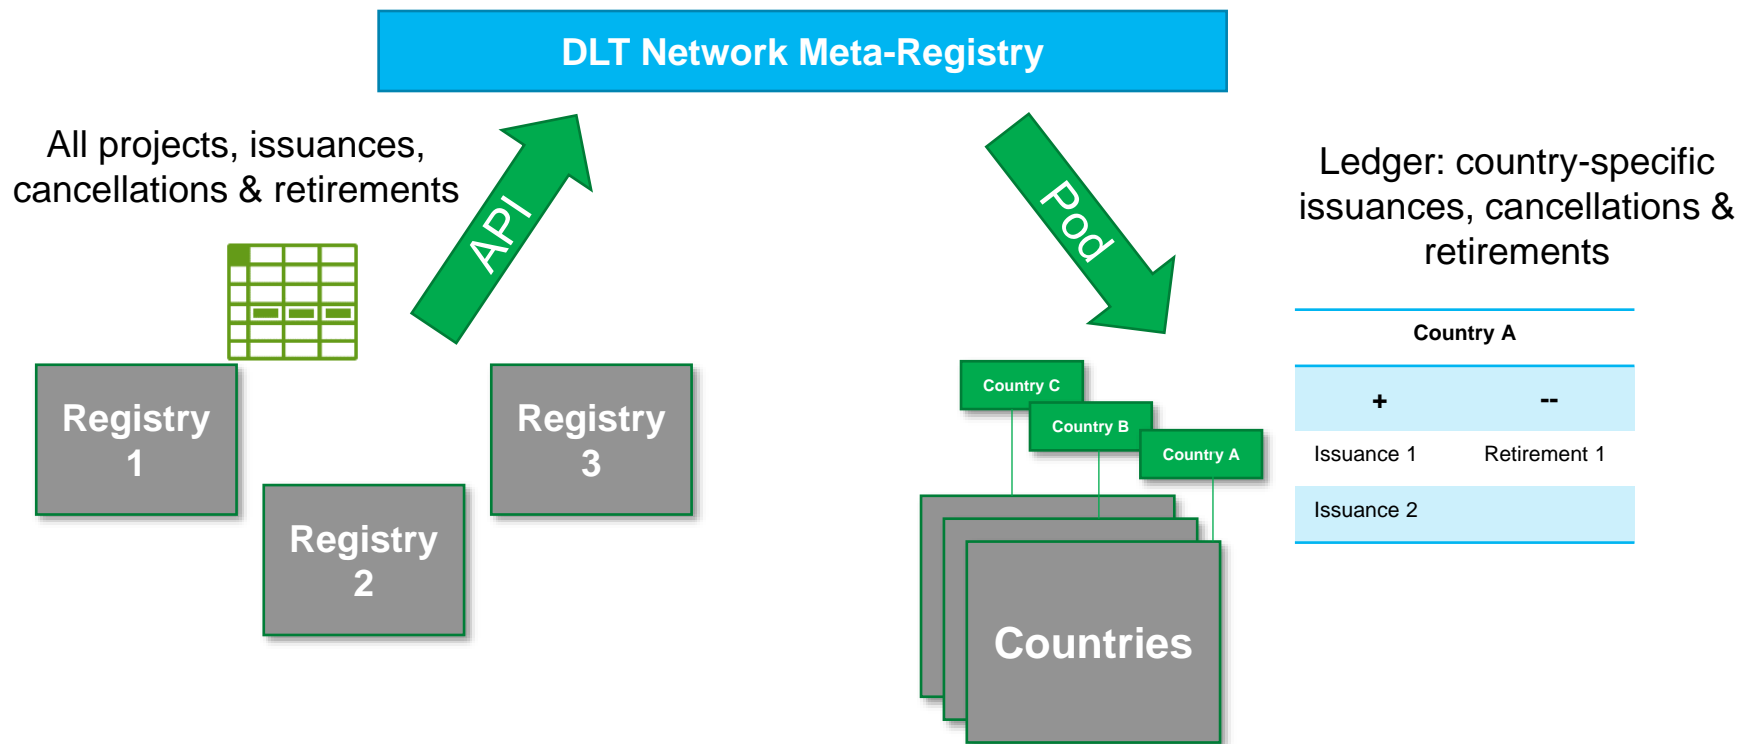 DLT Network Meta-Registry
All projects, issuances,
cancellations & retirements
API
Registry
1
Registry
2
Registry
3
Pod
Country C
Country B
Country A
Countries
Ledger: country-specific
issuances, cancellations &
retirements
Country A
+ --
Issuance 1 Retirement 1
Issuance 2